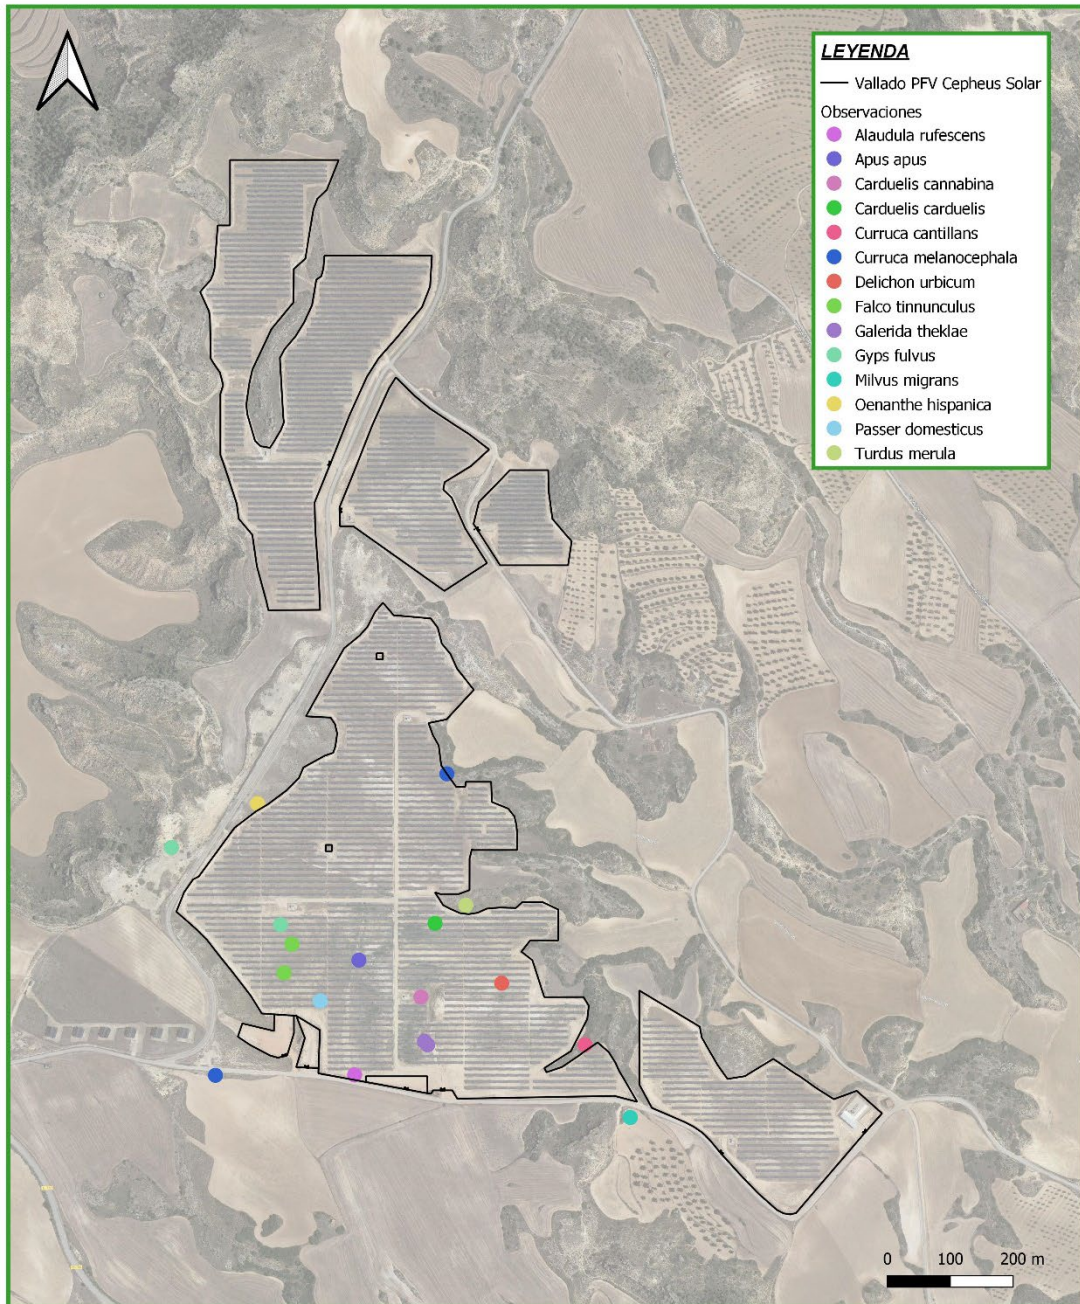 LEYENDA
Vallado PFV Cepheus Solar
Observaciones
Alaudula rufescens
Apus apus
Carduelis cannabina
Carduelis carduelis
Curruca cantillans
Curruca melanocephala
Delichon urbicum
Falco tinnunculus
Galerida theklae
Gyps fulvus
Milvus migrans
Oenanthe hispanica
Passer domesticus
Turdus merula
0 100 200 m